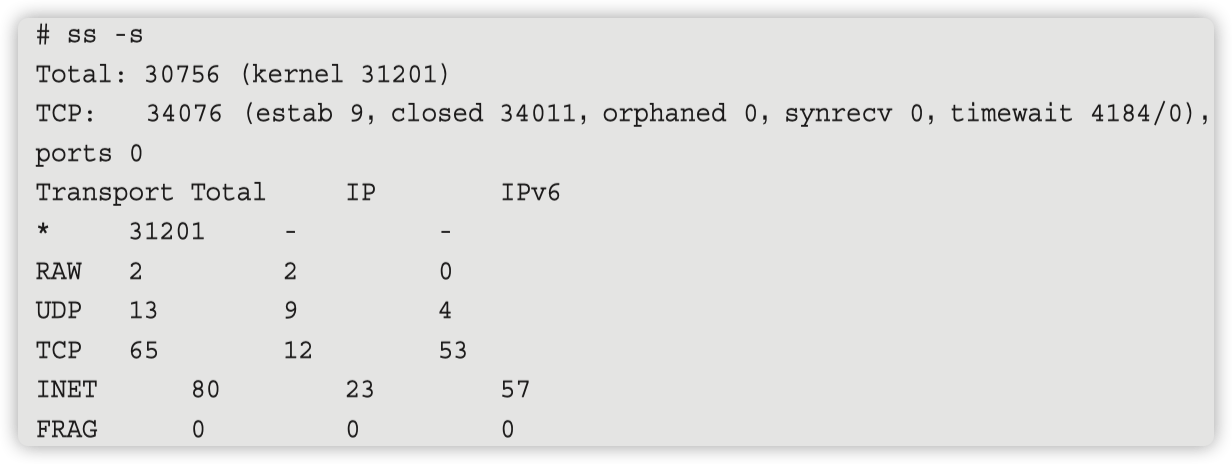 # ss -s
Total: 30756 (kernel 31201)
TCP:   34076 (estab 9, closed 34011, orphaned 0, synrecv 0, timewait 4184/0),
ports 0
Transport Total     IP        IPv6
*     31201     -         -
RAW   2         2         0
UDP   13        9         4
TCP   65        12        53
INET      80        23        57
FRAG      0         0         0